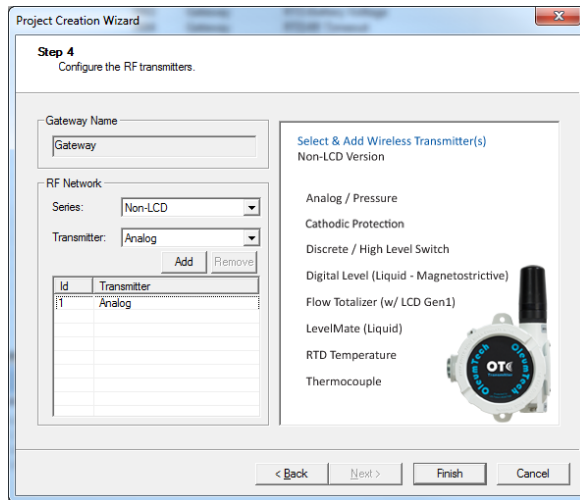 Project Creation Wizard
Step 4
Configure the RF transmitters.
Gateway Name
Gateway
RF Network
Series: Non-LCD
Transmitter: Analog
Add Remove
Id Transmitter
1 Analog
Select & Add Wireless Transmitter(s)
Non-LCD Version
Analog / Pressure
Cathodic Protection
Discrete / High Level Switch
Digital Level (Liquid - Magnetostrictive)
Flow Totalizer (w/ LCD Gen1)
LevelMate (Liquid)
RTD Temperature
Thermocouple
OleumTech
OTC
OleumTech
< Back Next > Finish Cancel